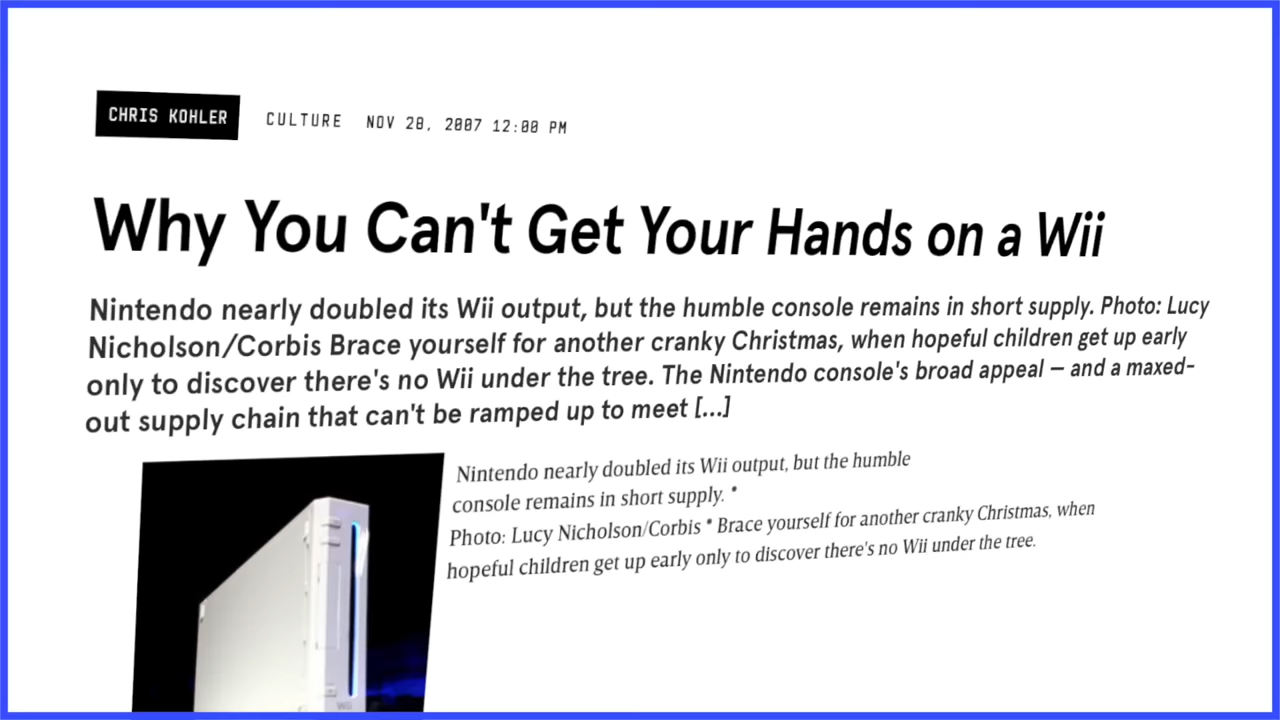 CHRIS KOHLER CULTURE NOV 20, 2007 12:00 PM
Why You Can't Get Your Hands on a Wii
Nintendo nearly doubled its Wii output, but the humble console remains in short supply. Photo: Lucy
Nicholson/Corbis Brace yourself for another cranky Christmas, when hopeful children get up early
only to discover there's no Wii under the tree. The Nintendo console's broad appeal — and a maxed-
out supply chain that can't be ramped up to meet [...]
Nintendo nearly doubled its Wii output, but the humble
console remains in short supply. *
Photo: Lucy Nicholson/Corbis * Brace yourself for another cranky Christmas, when
hopeful children get up early only to discover there's no Wii under the tree.
Wii